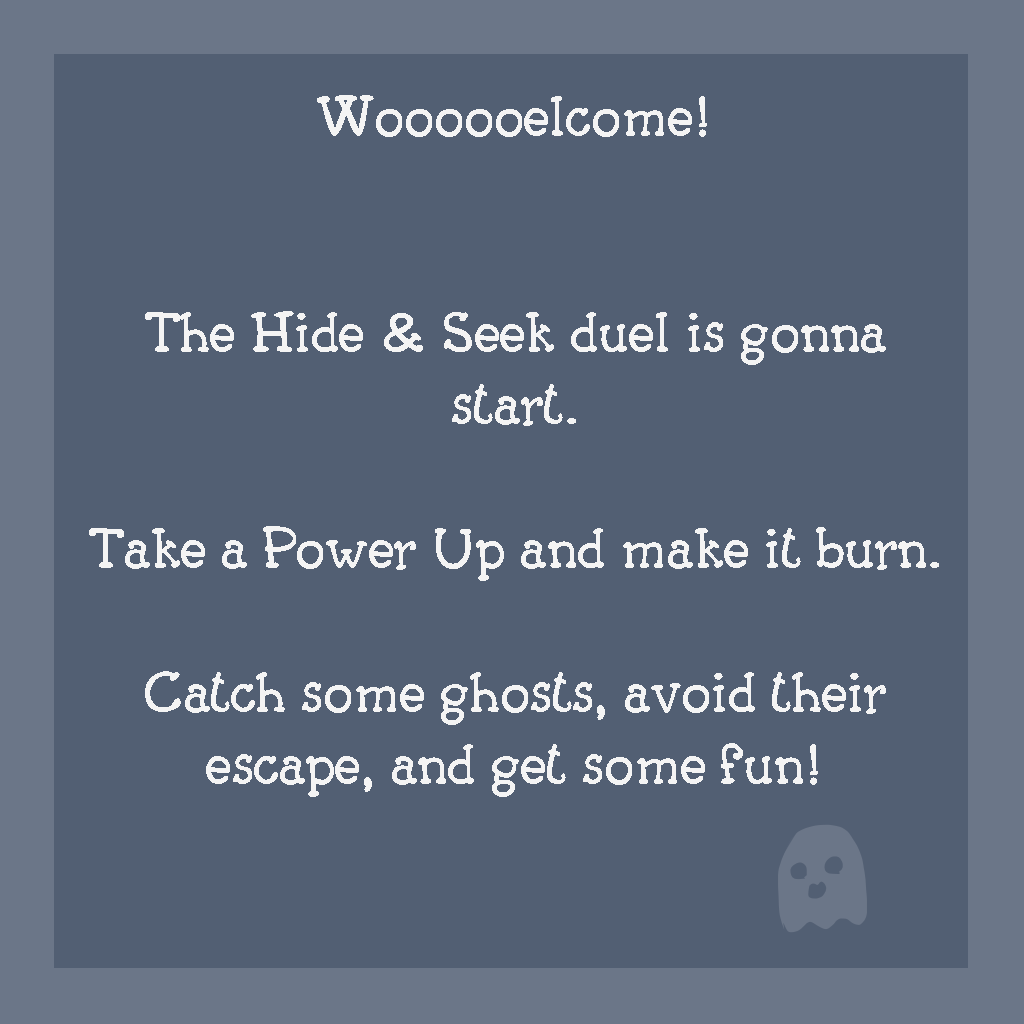 Woooooelcome!
The Hide & Seek duel is gonna
start.
Take a Power Up and make it burn.
Catch some ghosts, avoid their
escape, and get some fun!